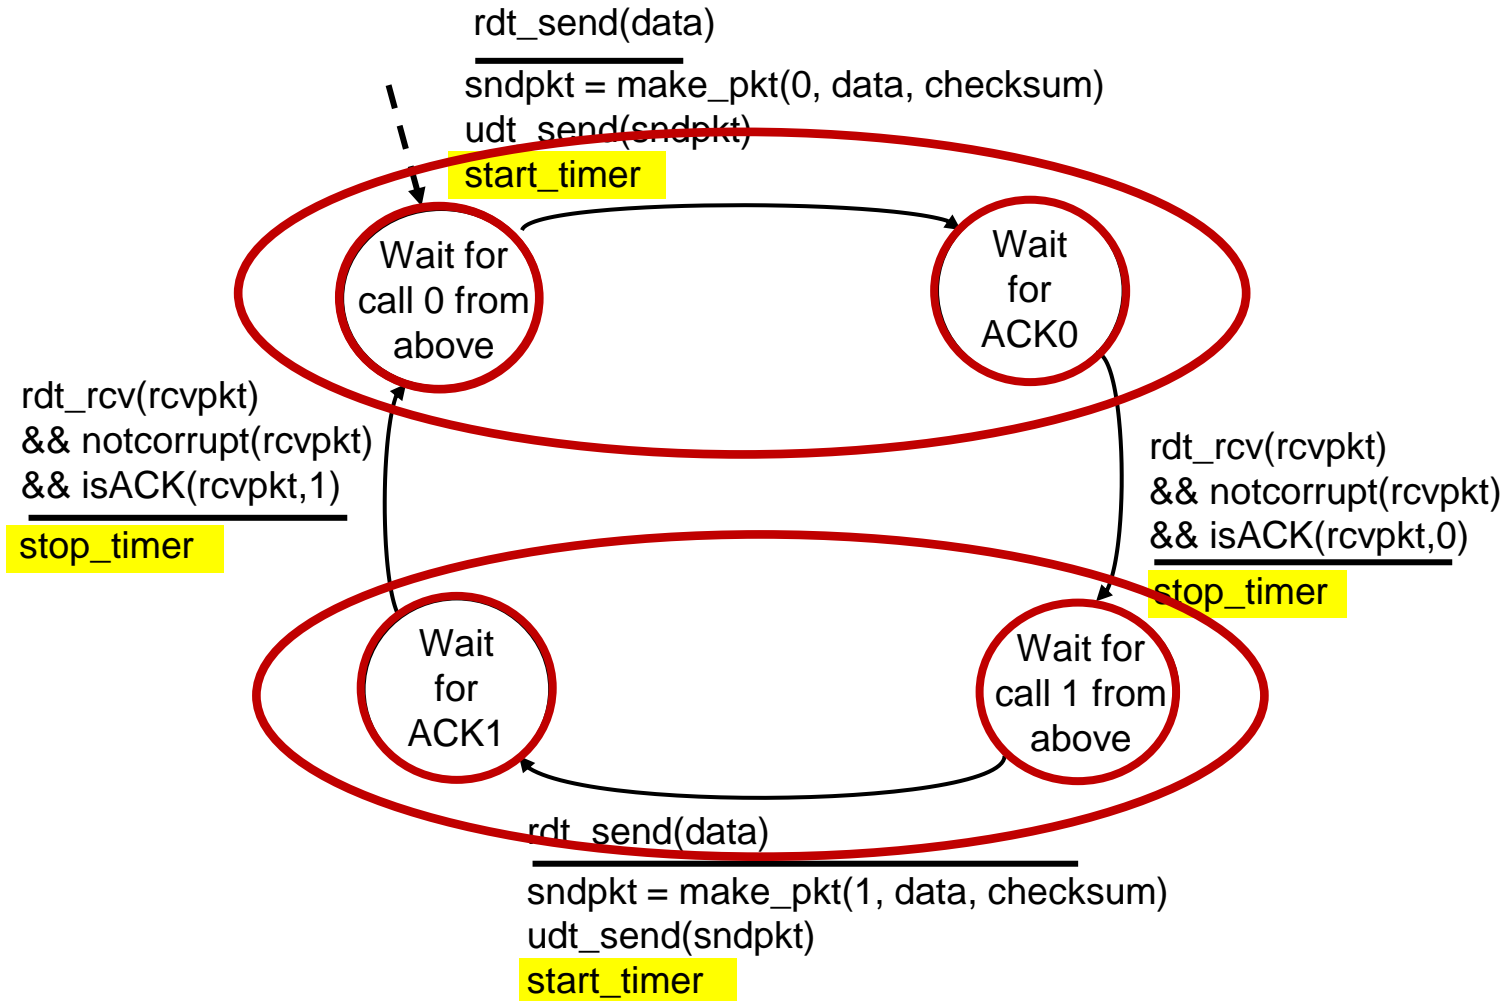 rdt_send(data)
sndpkt = make_pkt(0, data, checksum)
udt_send(sndpkt)
start_timer
Wait for
call 0 from
above
Wait
for
ACK0
rdt_rcv(rcvpkt)
&& notcorrupt(rcvpkt)
&& isACK(rcvpkt,1)
stop_timer
rdt_rcv(rcvpkt)
&& notcorrupt(rcvpkt)
&& isACK(rcvpkt,0)
stop_timer
Wait
for
ACK1
Wait for
call 1 from
above
rdt_send(data)
sndpkt = make_pkt(1, data, checksum)
udt_send(sndpkt)
start_timer